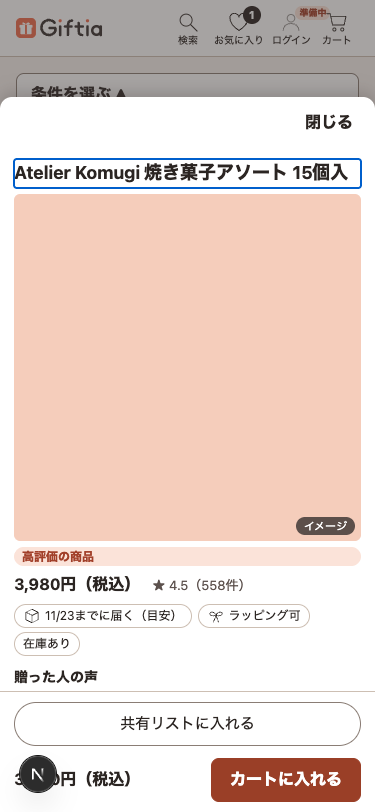 Giftia
1
準備中
検索
お気に入り
ログイン
カート
条件を選ぶ ▲
閉じる
Atelier Komugi 焼き菓子アソート 15個入
イメージ
高評価の商品
3,980円（税込） ★ 4.5（558件）
11/23までに届く（目安） ラッピング可
在庫あり
贈った人の声
共有リストに入れる
N
円（税込）
カートに入れる